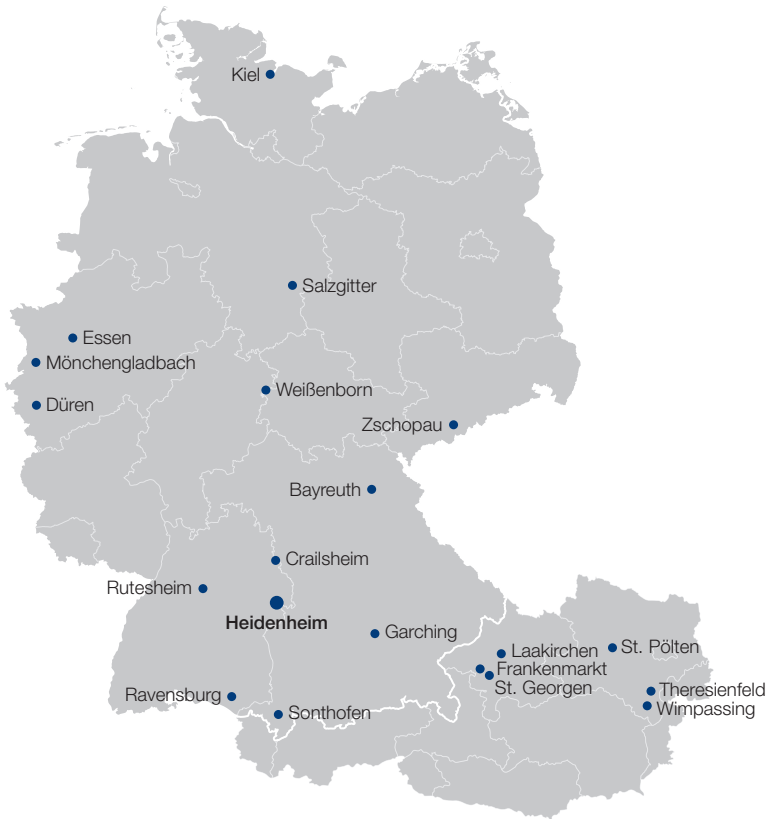 Kiel
Salzgitter
Essen
Mönchengladbach
Weißenborn
Düren
Zschopau
Bayreuth
Crailsheim
Rutesheim
Heidenheim
Garching
St. Pölten
Laakirchen
Frankenmarkt
St. Georgen
Theresienfeld
Ravensburg
Wimpassing
Sonthofen